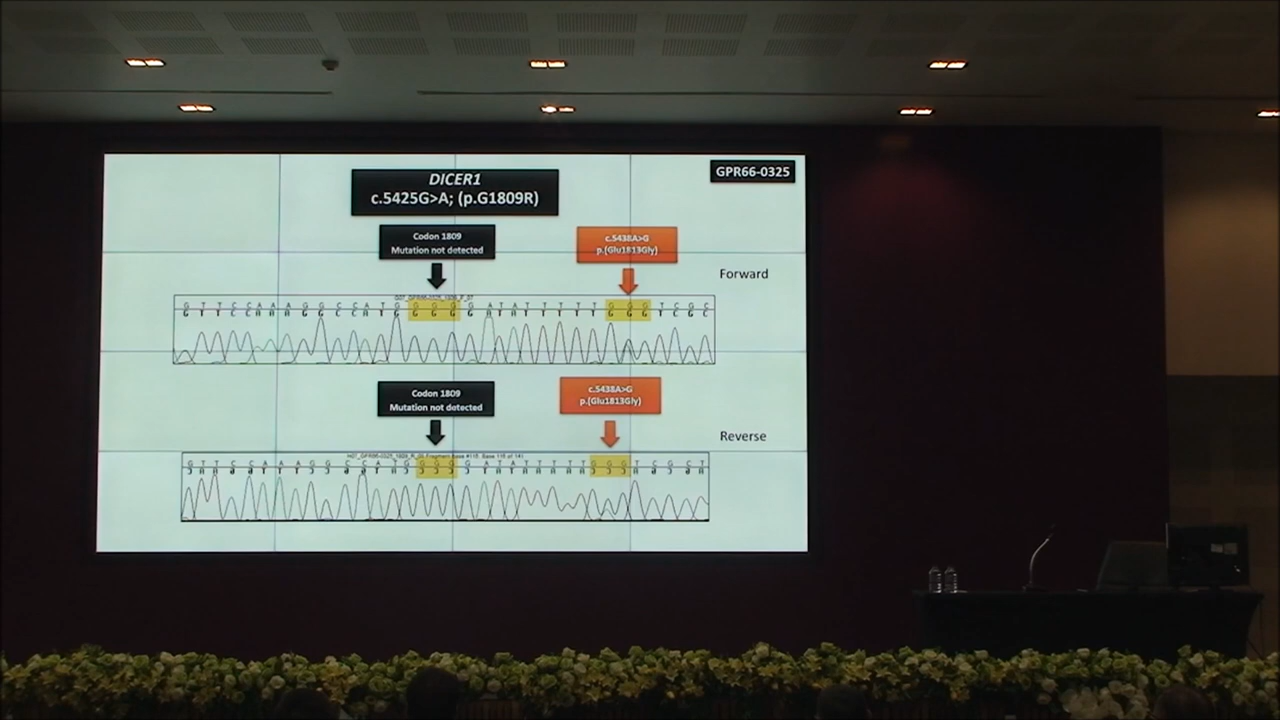 GPR66-0325
DICER1
c.5425G>A; (p.G1809R)
Codon 1809
Mutation not detected
c.5438A>G
p.(Glu1813Gly)
Forward
G T T C C A A A G G C C A T G G G G G A T A T T T T T G G G T C G C
Codon 1809
Mutation not detected
c.5438A>G
p.(Glu1813Gly)
Reverse